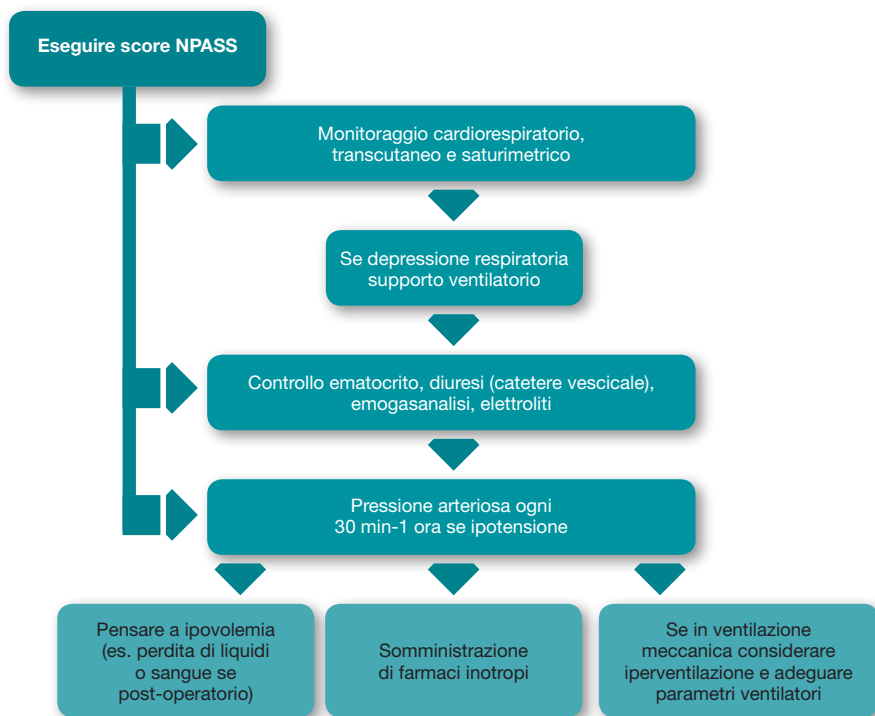 Eseguire score NPASS
Monitoraggio cardiorespiratorio,
transcutaneo e saturimetrico
Se depressione respiratoria
supporto ventilatorio
Controllo ematocrito, diuresi (catetere vescicale),
emogasanalisi, elettroliti
Pressione arteriosa ogni
30 min-1 ora se ipotensione
Pensare a ipovolemia
(es. perdita di liquidi
o sangue se
post-operatorio)
Somministrazione
di farmaci inotropi
Se in ventilazione
meccanica considerare
iperventilazione e adeguare
parametri ventilatori